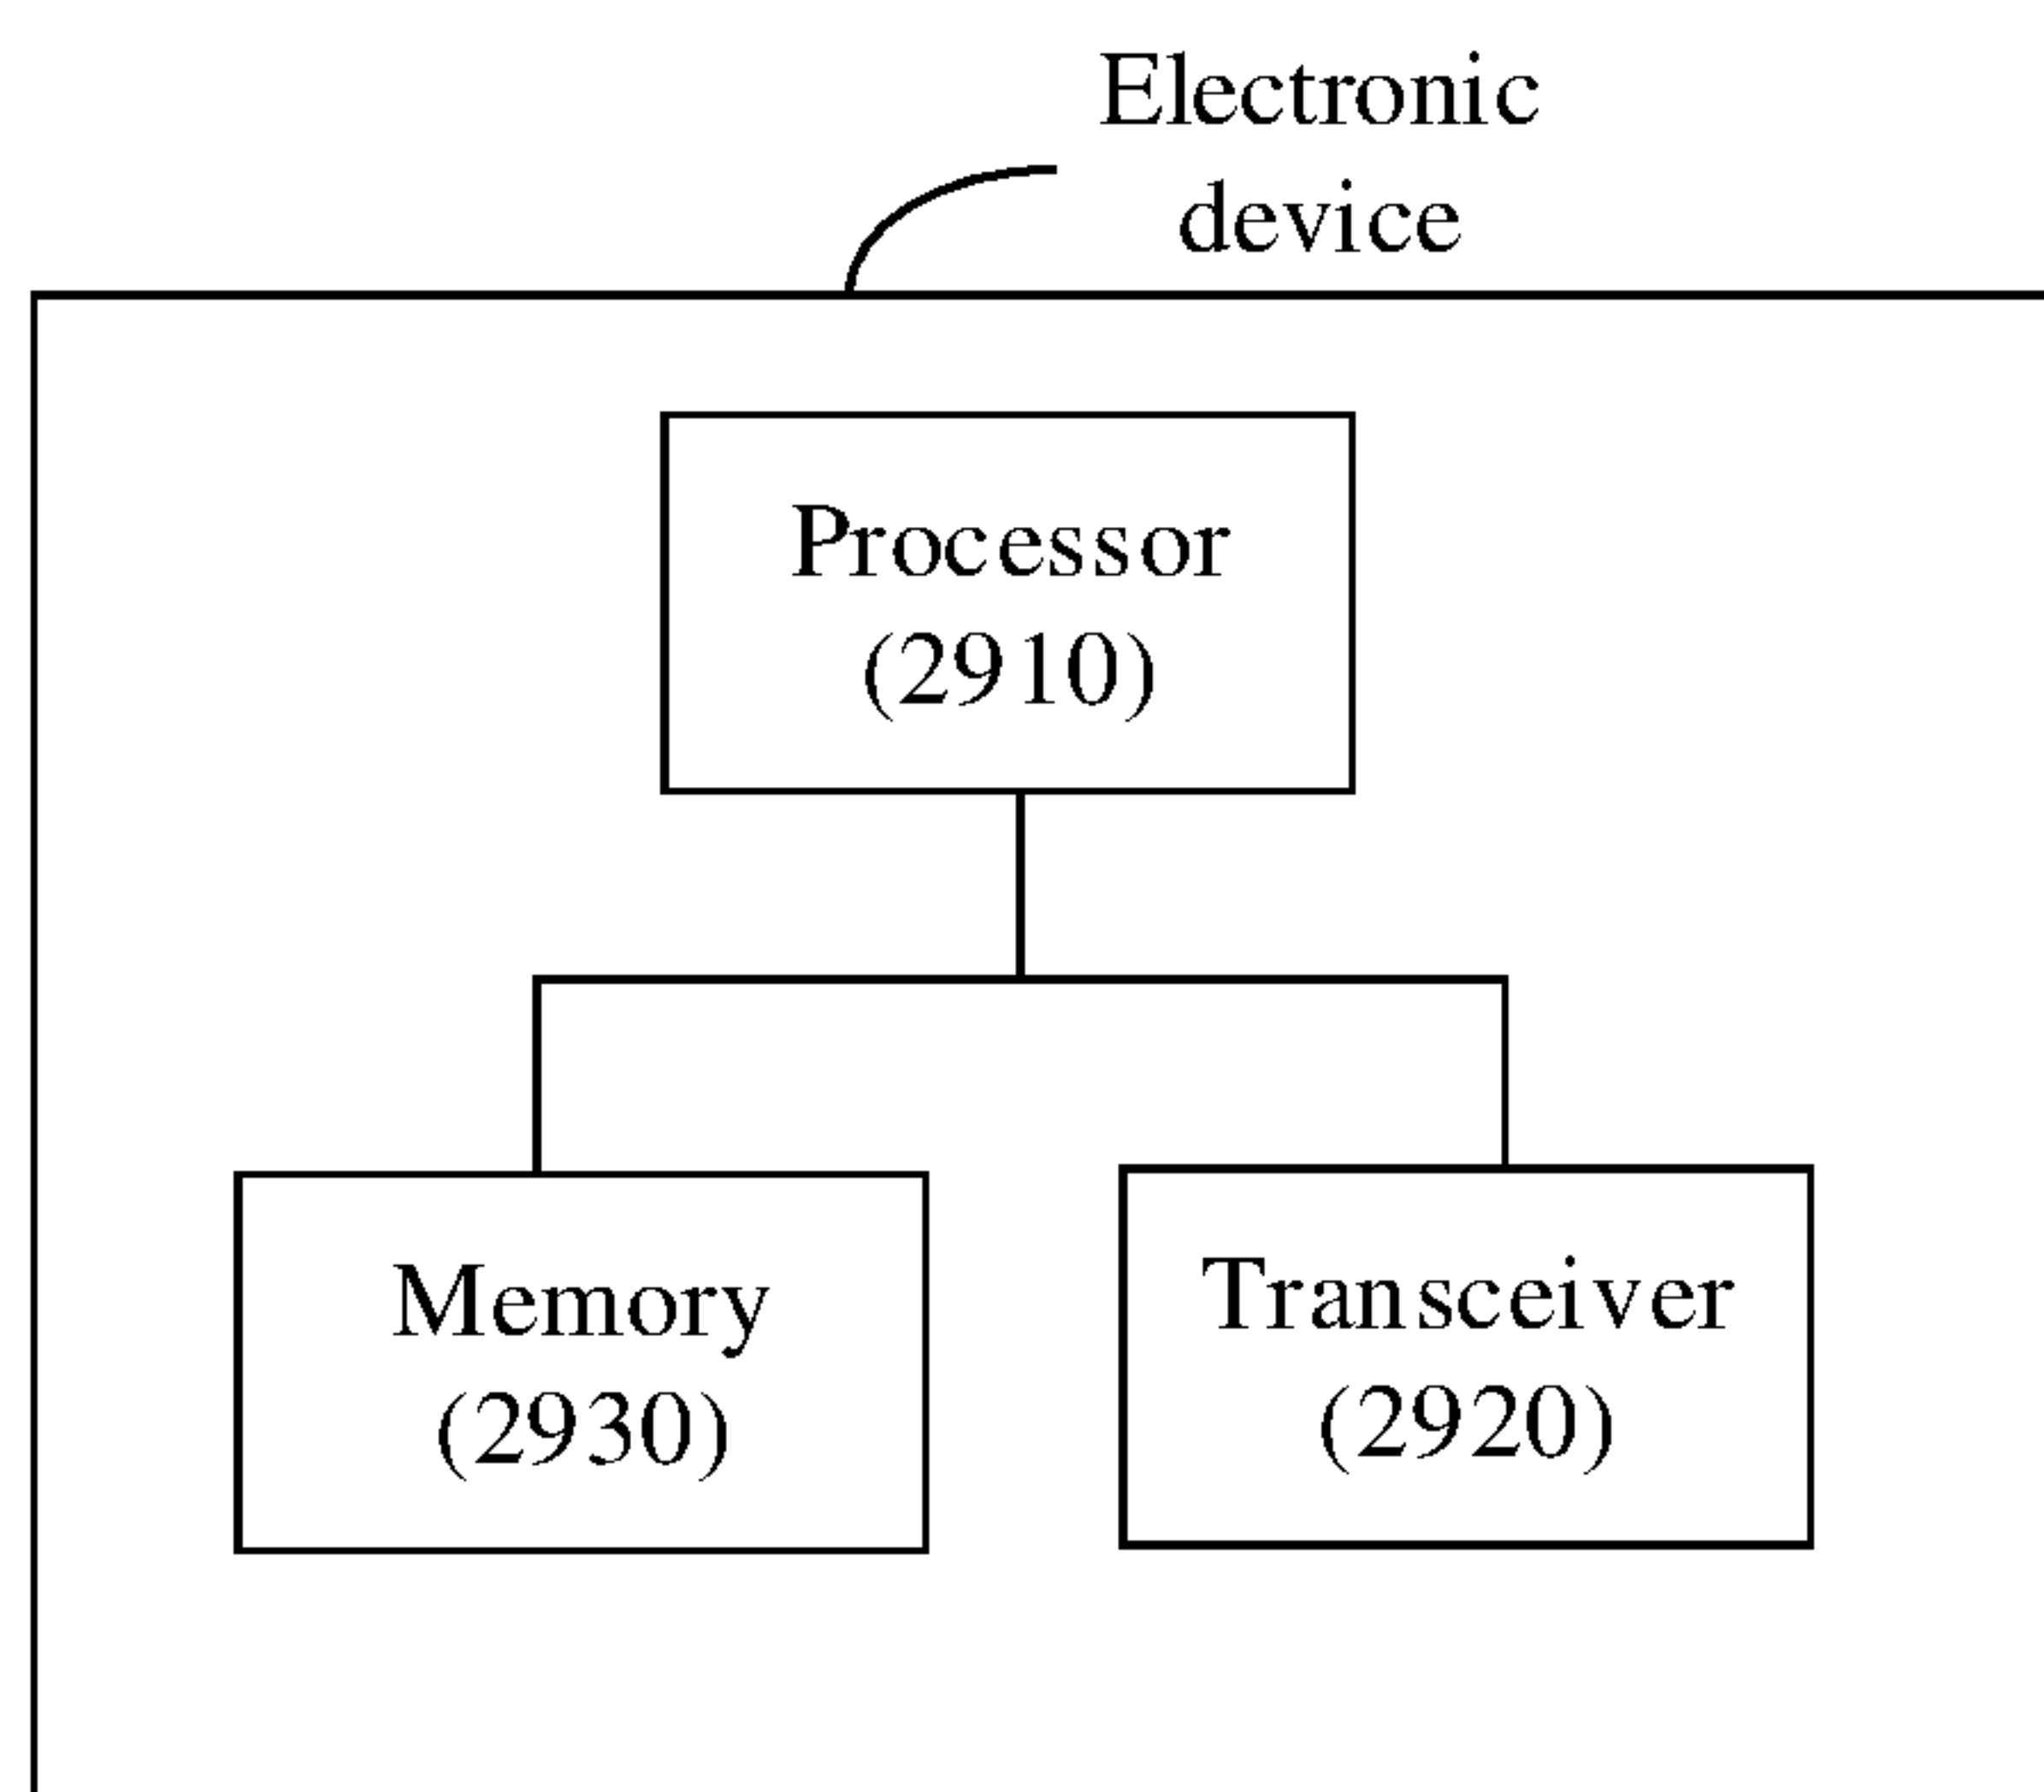 Electronic
device
Processor
(2910)
Memory
(2930)
Transceiver
(2920)